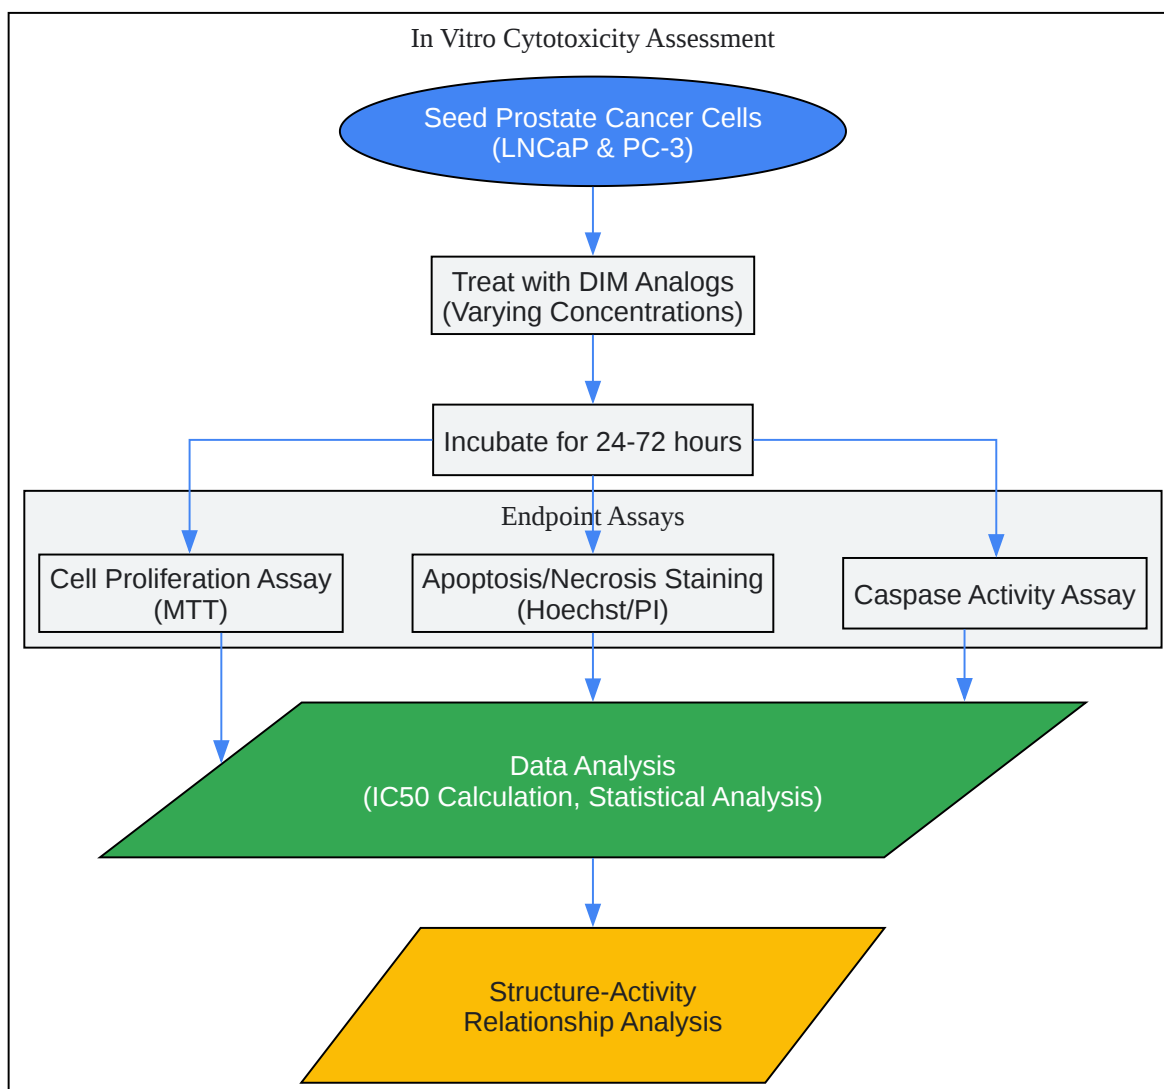 In Vitro Cytotoxicity Assessment
Seed Prostate Cancer Cells
(LNCaP & PC-3)
Treat with DIM Analogs
(Varying Concentrations)
Incubate for 24-72 hours
Endpoint Assays
Cell Proliferation Assay
(MTT)
Apoptosis/Necrosis Staining
(Hoechst/PI)
Caspase Activity Assay
Data Analysis
(IC50 Calculation, Statistical Analysis)
Structure-Activity
Relationship Analysis